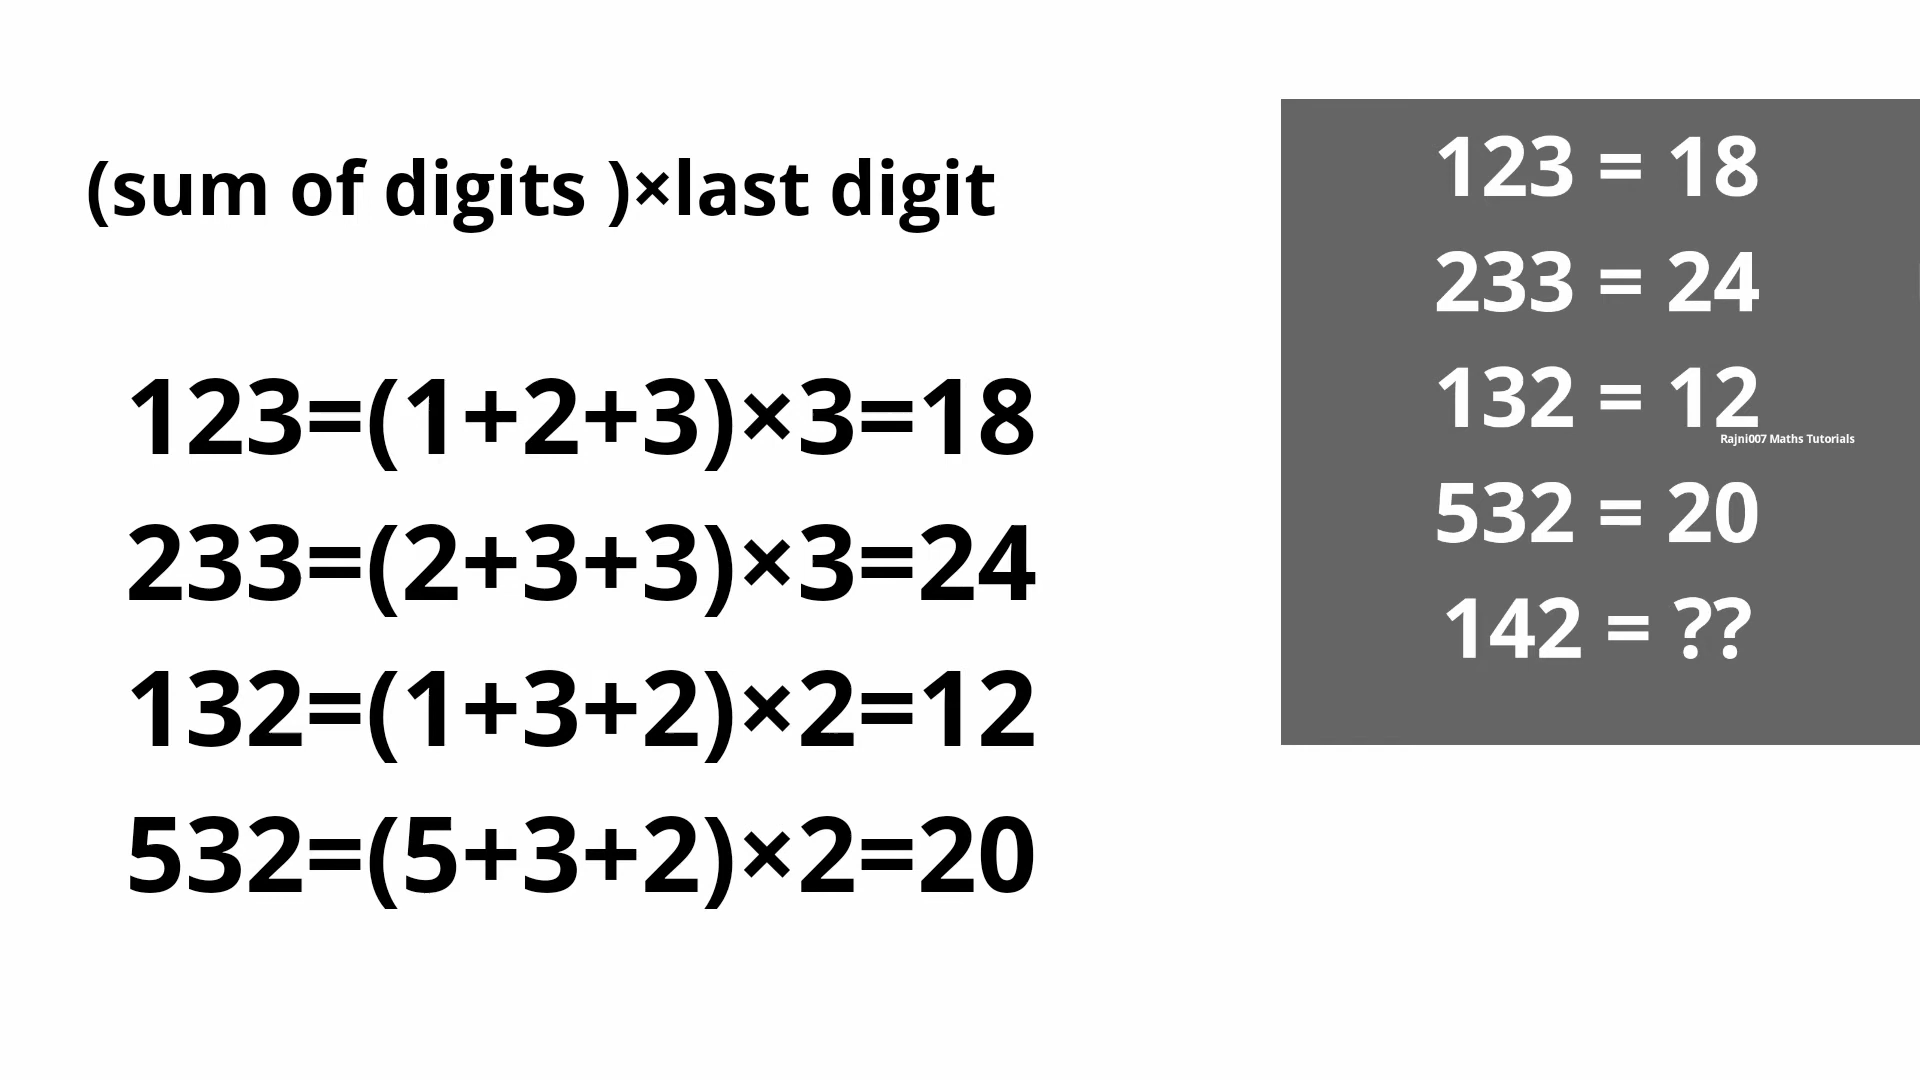 (sum of digits )×last digit
123=(1+2+3)×3=18
233=(2+3+3)×3=24
132=(1+3+2)×2=12
532=(5+3+2)×2=20
123 = 18
233 = 24
132 = 12
Rajni007 Maths Tutorials
532 = 20
142 = ??